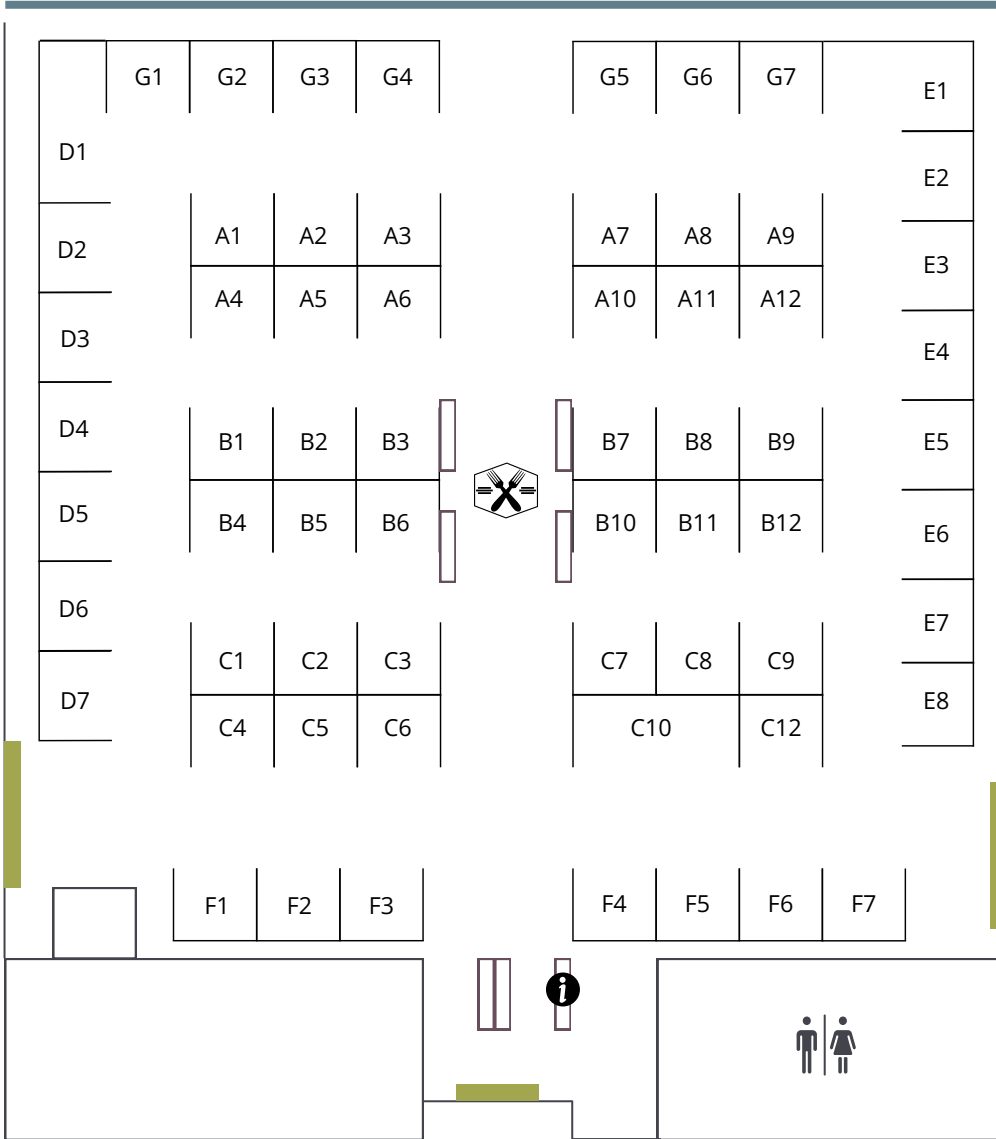 G1 G2 G3 G4 G5 G6 G7 E1
D1 E2
D2 A1 A2 A3 A7 A8 A9 E3
A4 A5 A6 A10 A11 A12
D3 E4
D4 B1 B2 B3 B7 B8 B9 E5
D5 B4 B5 B6 B10 B11 B12 E6
D6 E7
C1 C2 C3 C7 C8 C9
D7 E8
C4 C5 C6 C10 C12
F1 F2 F3 F4 F5 F6 F7
i